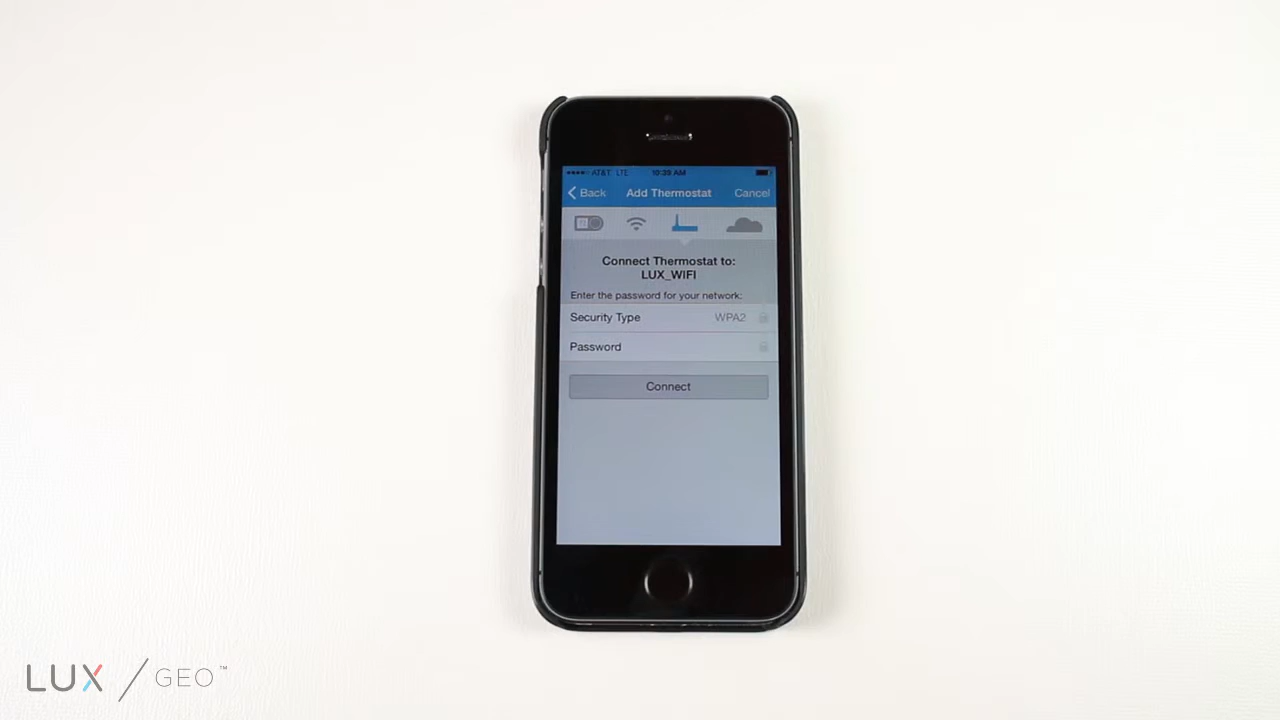 AT&T LTE 10:39 AM
Back Add Thermostat Cancel
Connect Thermostat to:
LUX_WIFI
Enter the password for your network:
Security Type WPA2
Password
Connect
LUX / GEO™